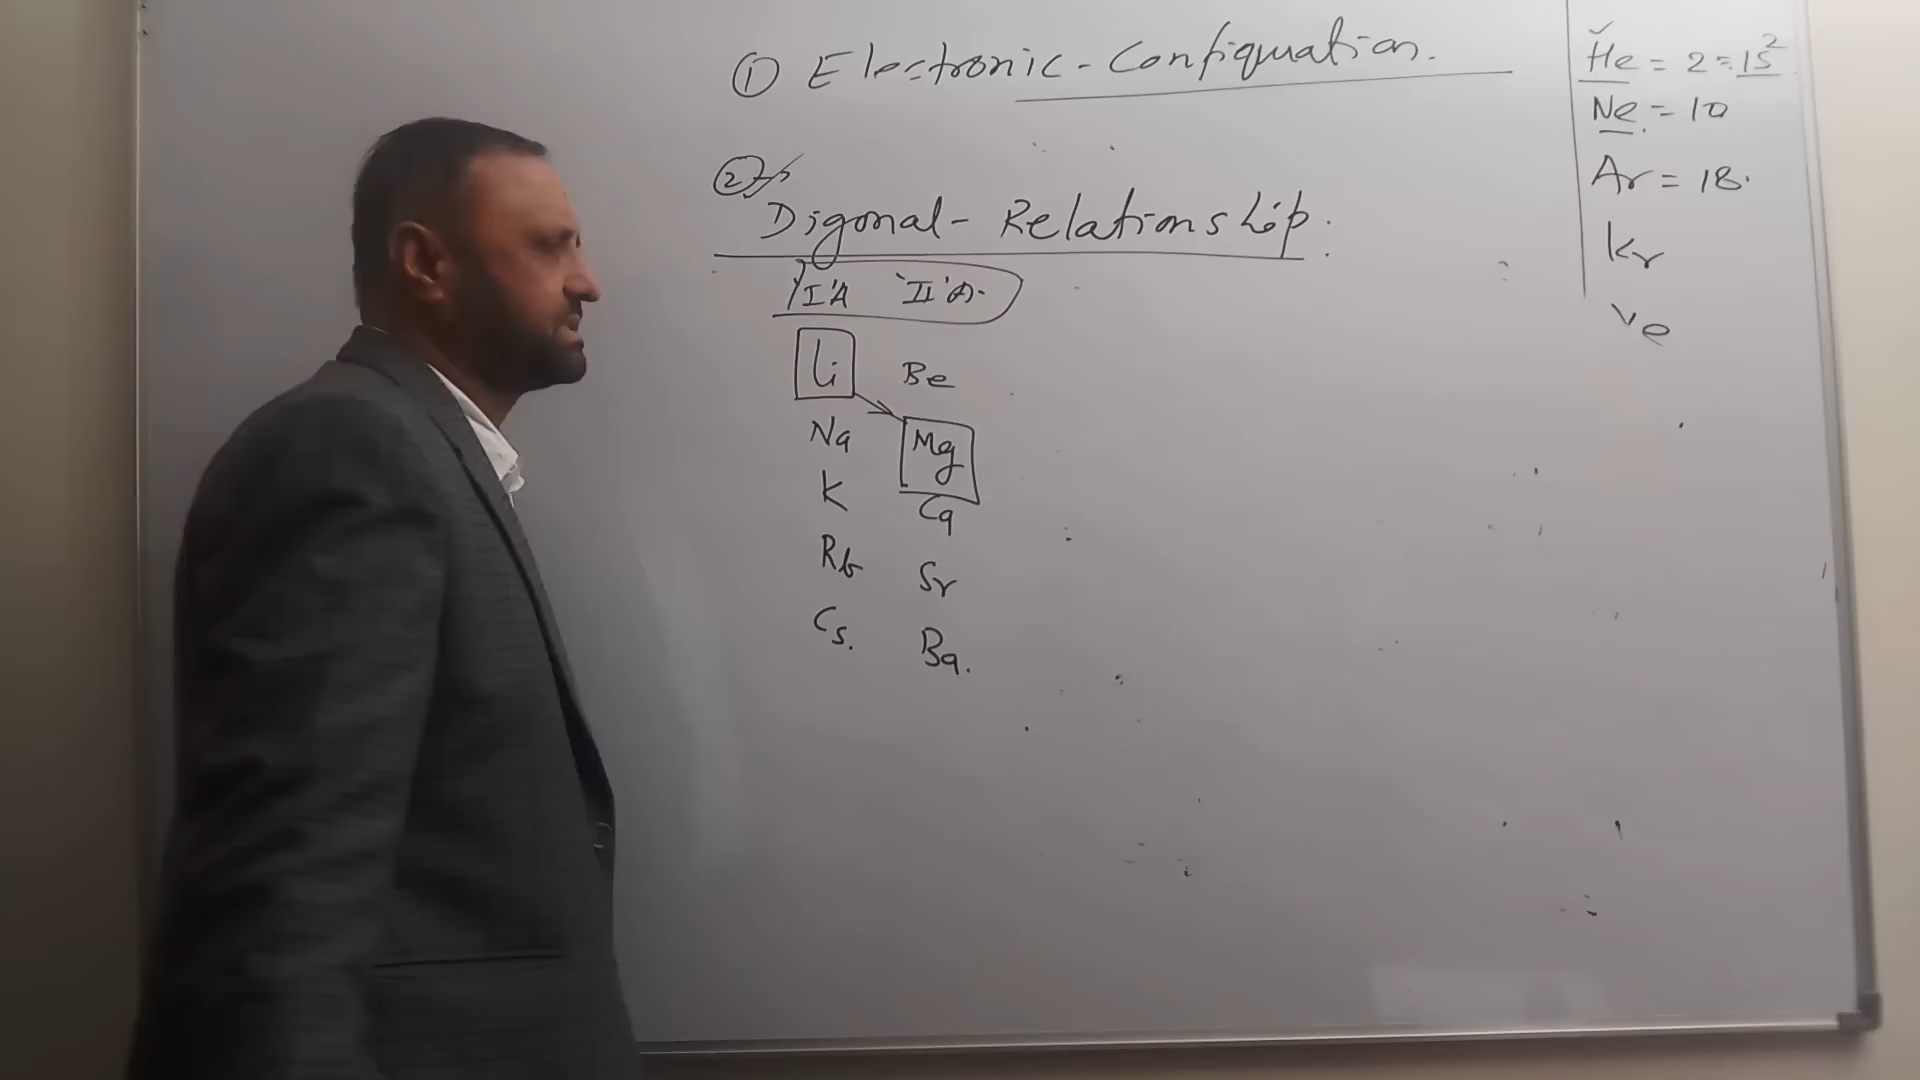 ① Electronic-Configuration.
② Digonal-Relationship.
I'A II'A.
Li Be
Na Mg
K Ca
Rb Sr
Cs. Ba.
He = 2 = 1S²
Ne. = 10
Ar = 18.
Kr